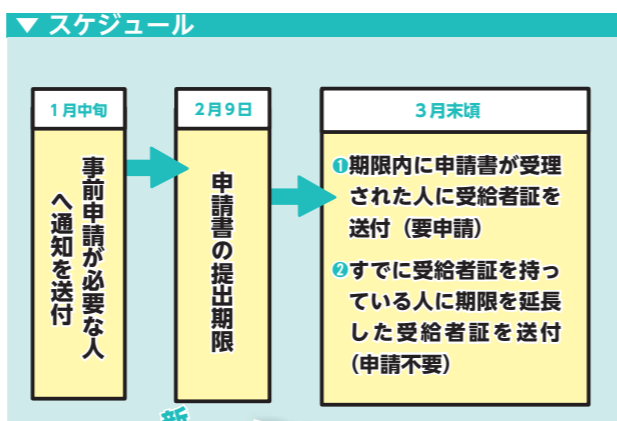 ▼ スケジュール
1月中旬
事前申請が必要な人
へ通知を送付
2月9日
申請書の提出期限
3月末頃
❶期限内に申請書が受理
された人に受給者証を
送付（要申請）
❷すでに受給者証を持っ
ている人に期限を延長
した受給者証を送付
（申請不要）
新